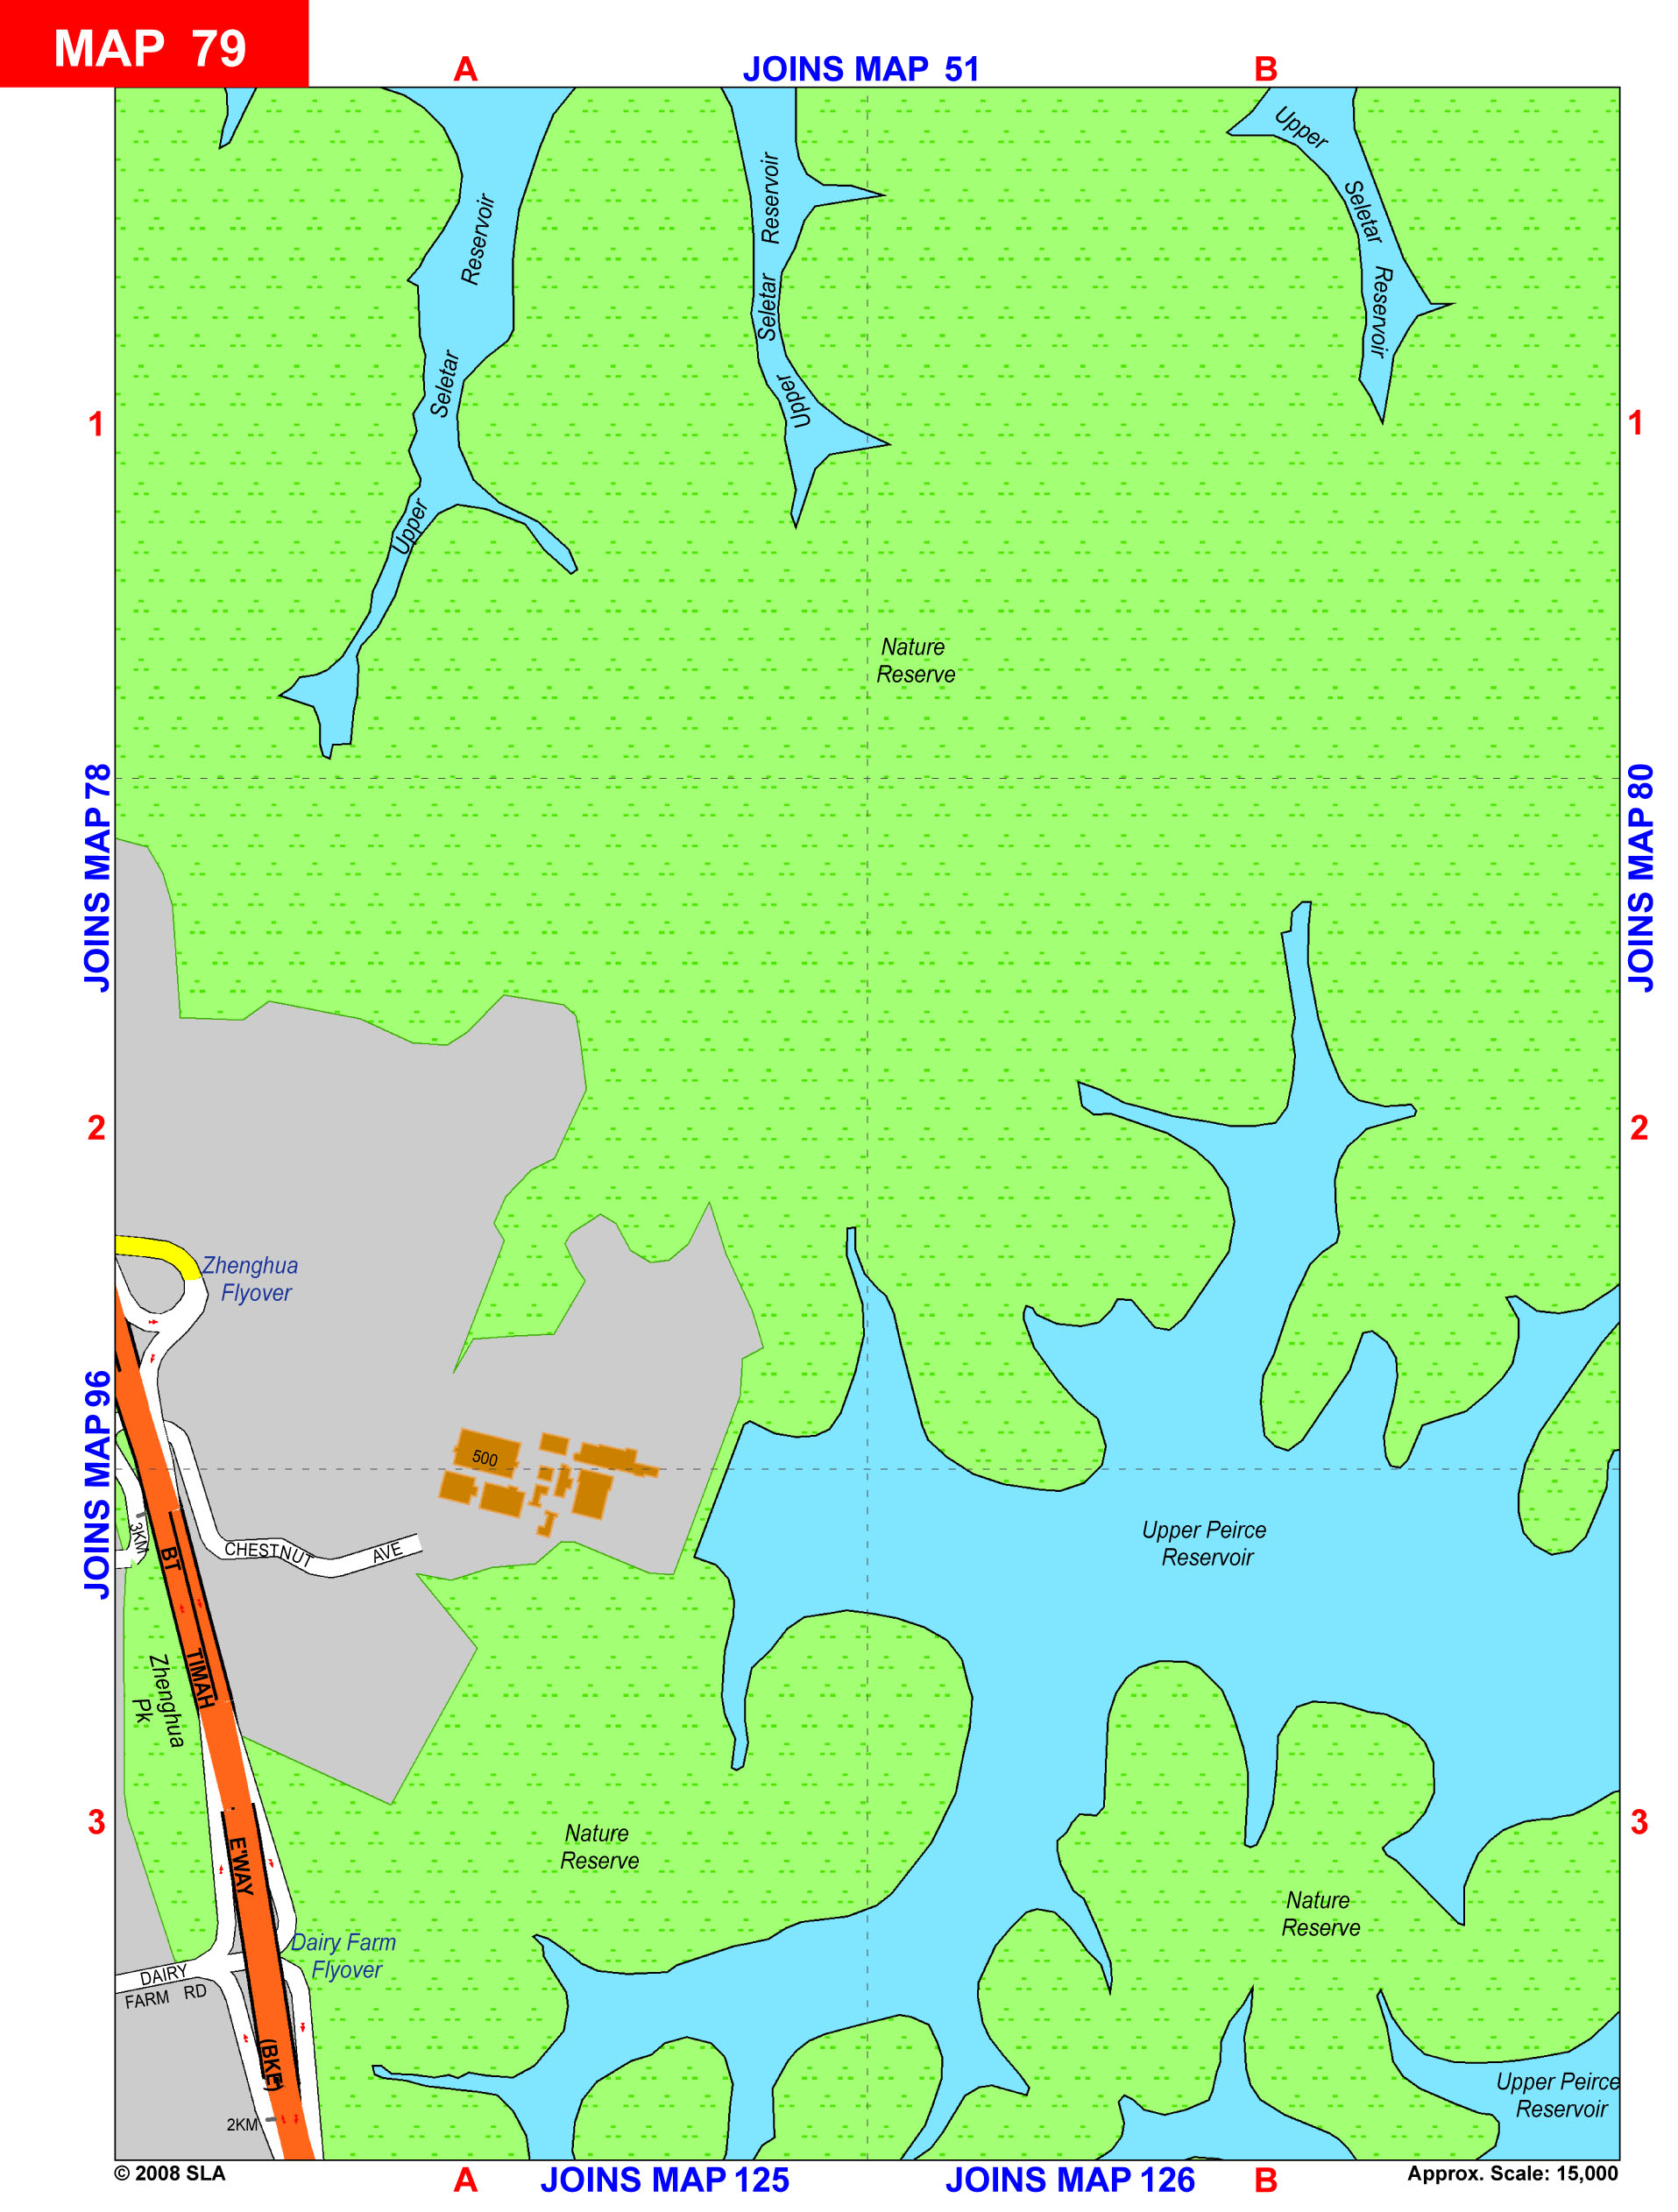 MAP 79
A
JOINS MAP 51
B
Upper
Seletar
Reservoir
Upper
Seletar
Reservoir
Upper
Seletar
Reservoir
1
1
Nature
Reserve
JOINS MAP 78
JOINS MAP 80
2
2
Zhenghua
Flyover
JOINS MAP 96
500
3KM
CHESTNUT AVE
Upper Peirce
Reservoir
BT TIMAH E'WAY (BKE)
Zhenghua
Pk
3
3
Nature
Reserve
Nature
Reserve
Dairy Farm
Flyover
DAIRY
FARM RD
2KM
Upper Peirce
Reservoir
© 2008 SLA
A
JOINS MAP 125
JOINS MAP 126
B
Approx. Scale: 15,000